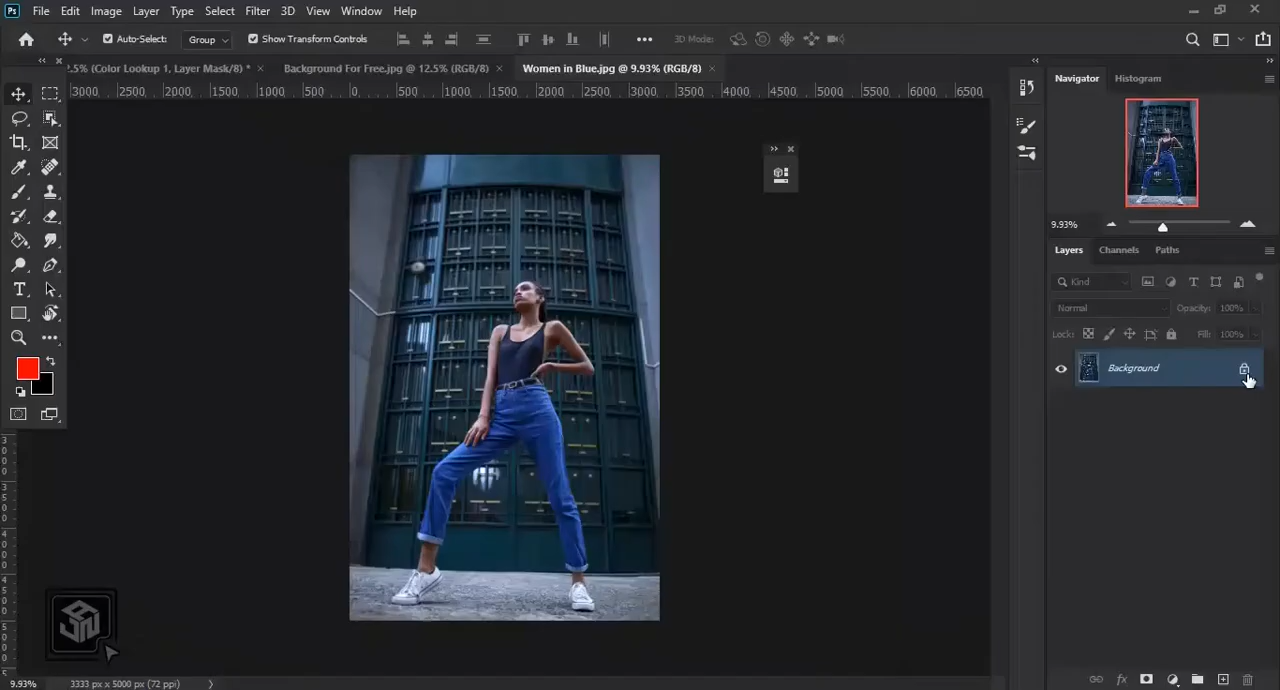 Ps File Edit Image Layer Type Select Filter 3D View Window Help
Auto-Select: Group Show Transform Controls 3D Mode:
2.5% (Color Lookup 1, Layer Mask/8) * × Background For Free.jpg @ 12.5% (RGB/8) × Women in Blue.jpg @ 9.93% (RGB/8) ×
3000 2500 2000 1500 1000 500 0 500 1000 1500 2000 2500 3000 3500 4000 4500 5000 5500 6000 6500
Navigator Histogram
9.93%
Layers Channels Paths
Kind
Normal Opacity: 100%
Lock: Fill: 100%
Background
9.93% 3333 px x 5000 px (72 ppi)